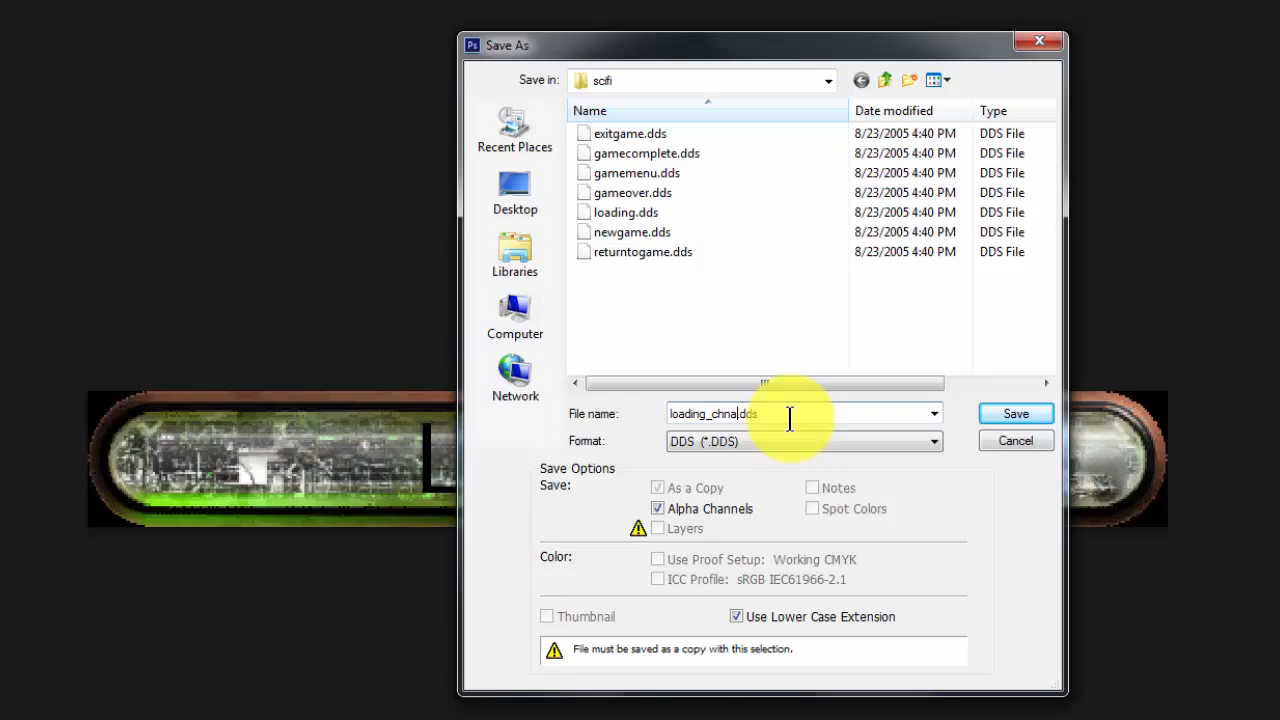 Save As
Save in: scifi
Name Date modified Type
exitgame.dds 8/23/2005 4:40 PM DDS File
gamecomplete.dds 8/23/2005 4:40 PM DDS File
gamemenu.dds 8/23/2005 4:40 PM DDS File
gameover.dds 8/23/2005 4:40 PM DDS File
loading.dds 8/23/2005 4:40 PM DDS File
newgame.dds 8/23/2005 4:40 PM DDS File
returntogame.dds 8/23/2005 4:40 PM DDS File
Recent Places
Desktop
Libraries
Computer
Network
File name: loading_chna.dds Save
Format: DDS (*.DDS) Cancel
Save Options
Save: As a Copy Notes
Alpha Channels Spot Colors
Layers
Color: Use Proof Setup: Working CMYK
ICC Profile: sRGB IEC61966-2.1
Thumbnail Use Lower Case Extension
File must be saved as a copy with this selection.